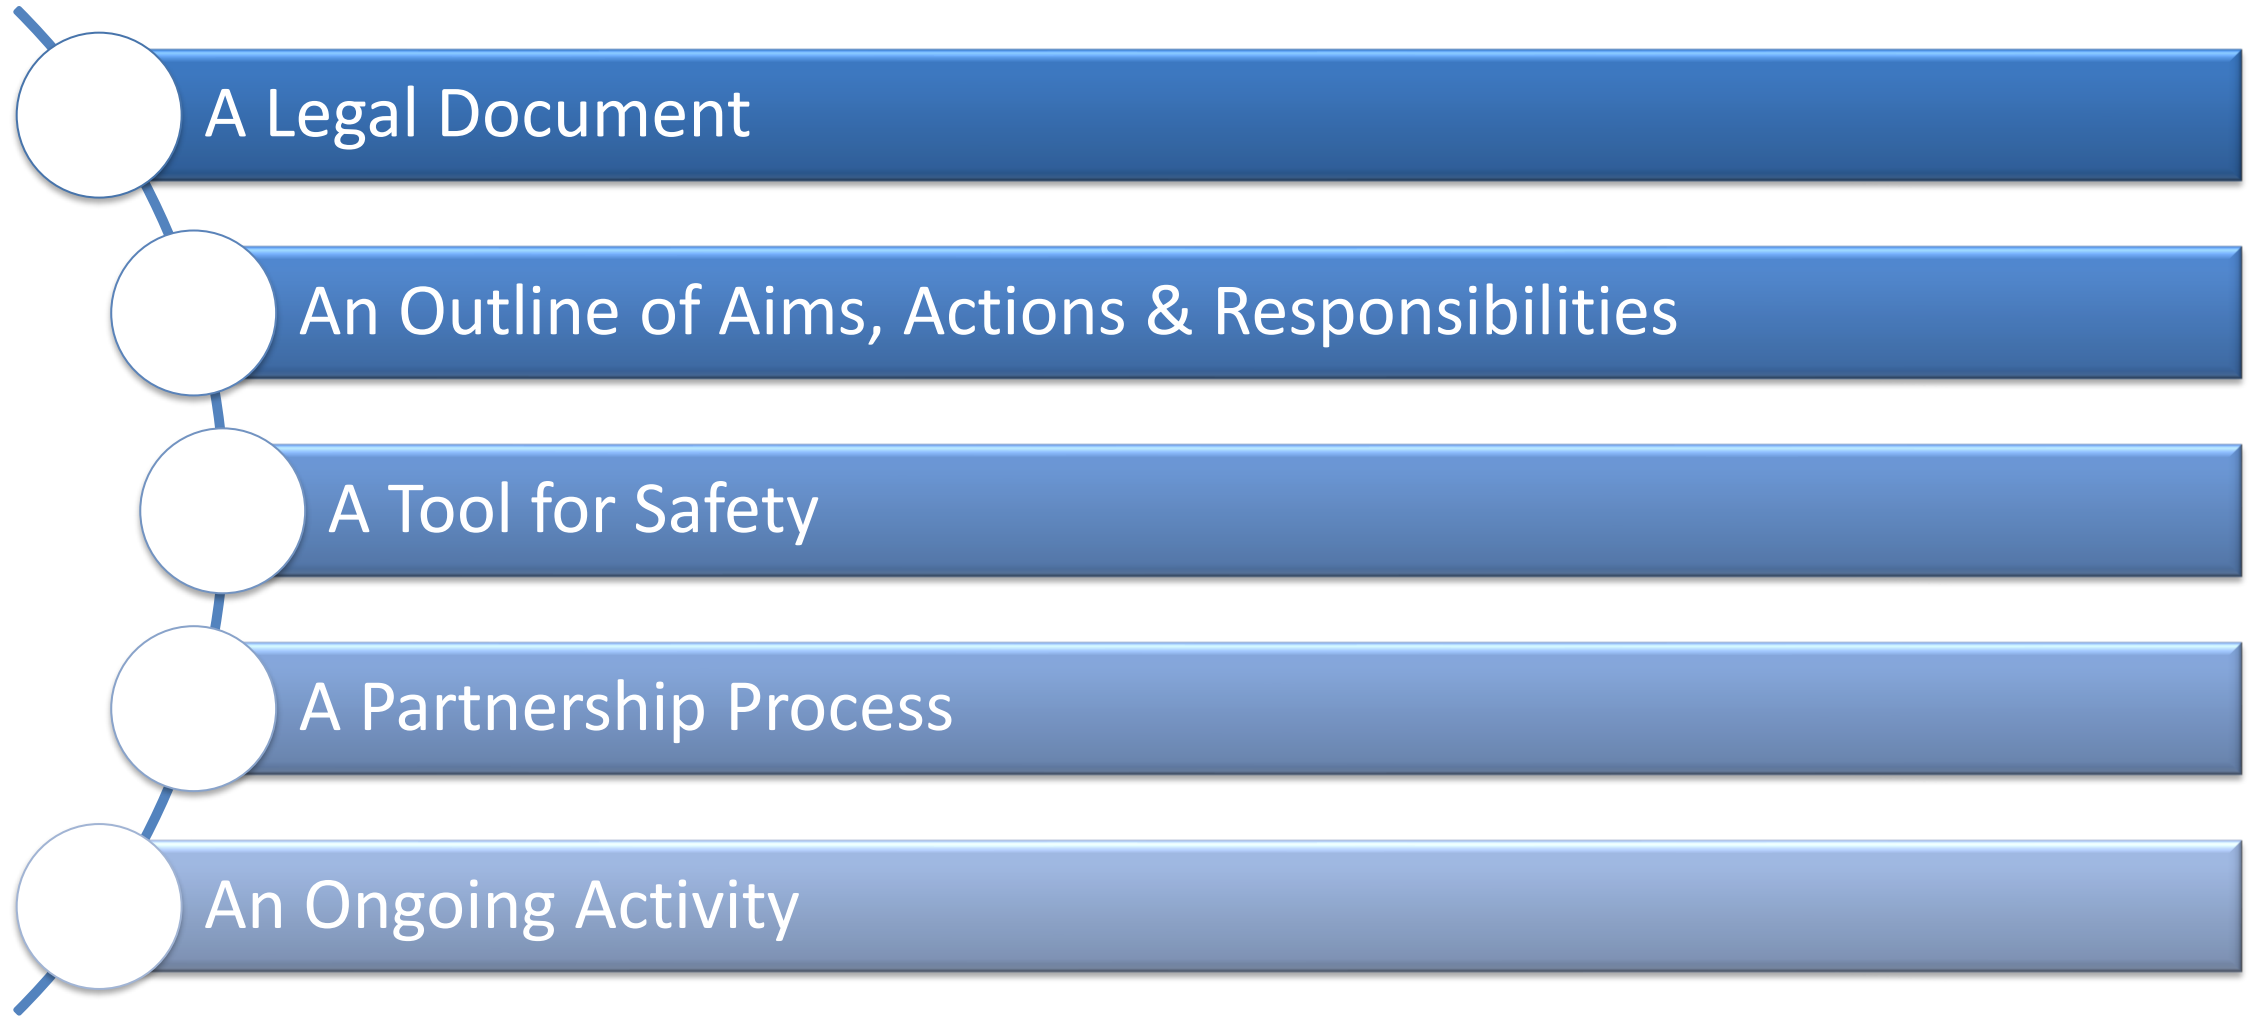 A Legal Document
An Outline of Aims, Actions & Responsibilities
A Tool for Safety
A Partnership Process
An Ongoing Activity